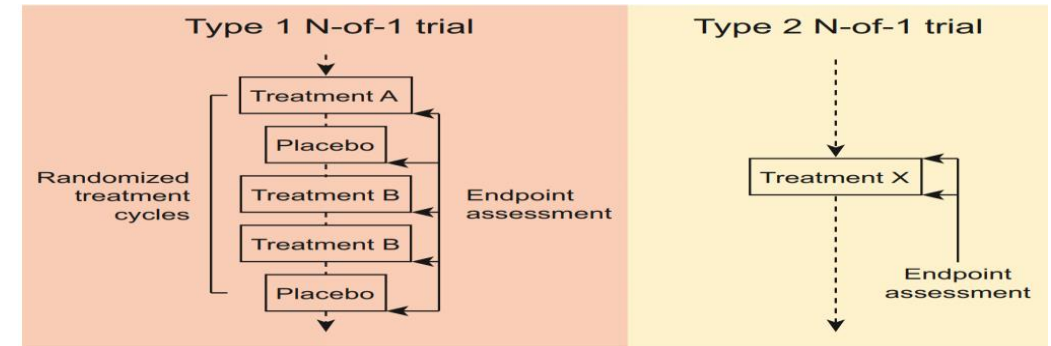 Type 1 N-of-1 trial
Treatment A
Placebo
Randomized
treatment
cycles
Treatment B
Endpoint
assessment
Treatment B
Placebo
Type 2 N-of-1 trial
Treatment X
Endpoint
assessment